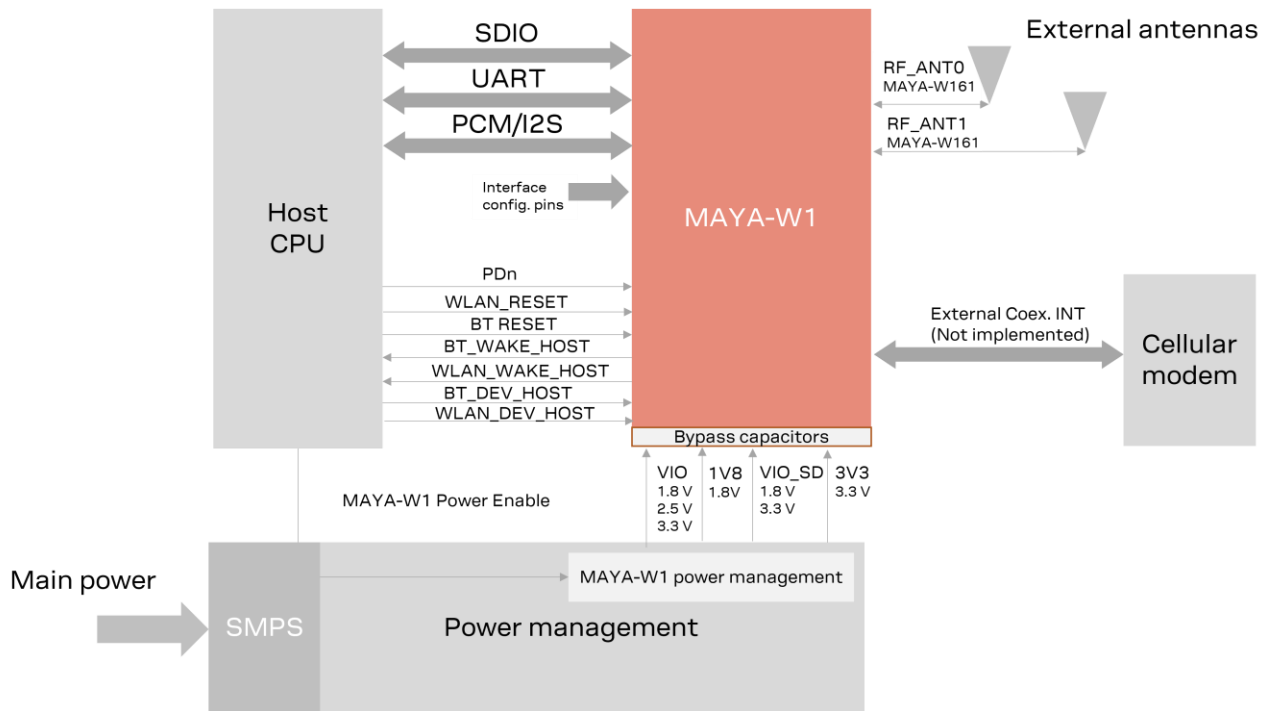 SDIO
UART
PCM/I2S
Interface
config. pins
Host
CPU
MAYA-W1
External antennas
RF_ANT0
MAYA-W161
RF_ANT1
MAYA-W161
PDn
WLAN_RESET
BT RESET
BT_WAKE_HOST
WLAN_WAKE_HOST
BT_DEV_HOST
WLAN_DEV_HOST
External Coex. INT
(Not implemented)
Cellular
modem
Bypass capacitors
VIO
1.8 V
2.5 V
3.3 V
1V8
1.8V
VIO_SD
1.8 V
3.3 V
3V3
3.3 V
MAYA-W1 Power Enable
Main power
SMPS
MAYA-W1 power management
Power management